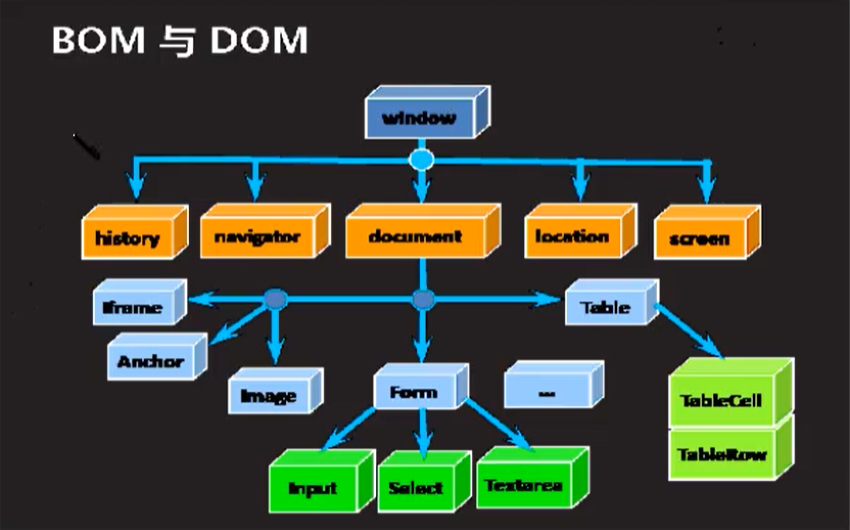 BOM 与 DOM
window
history
navigator
document
location
screen
Iframe
Table
Anchor
Image
Form
...
TableCell
TableRow
Input
Select
Textarea